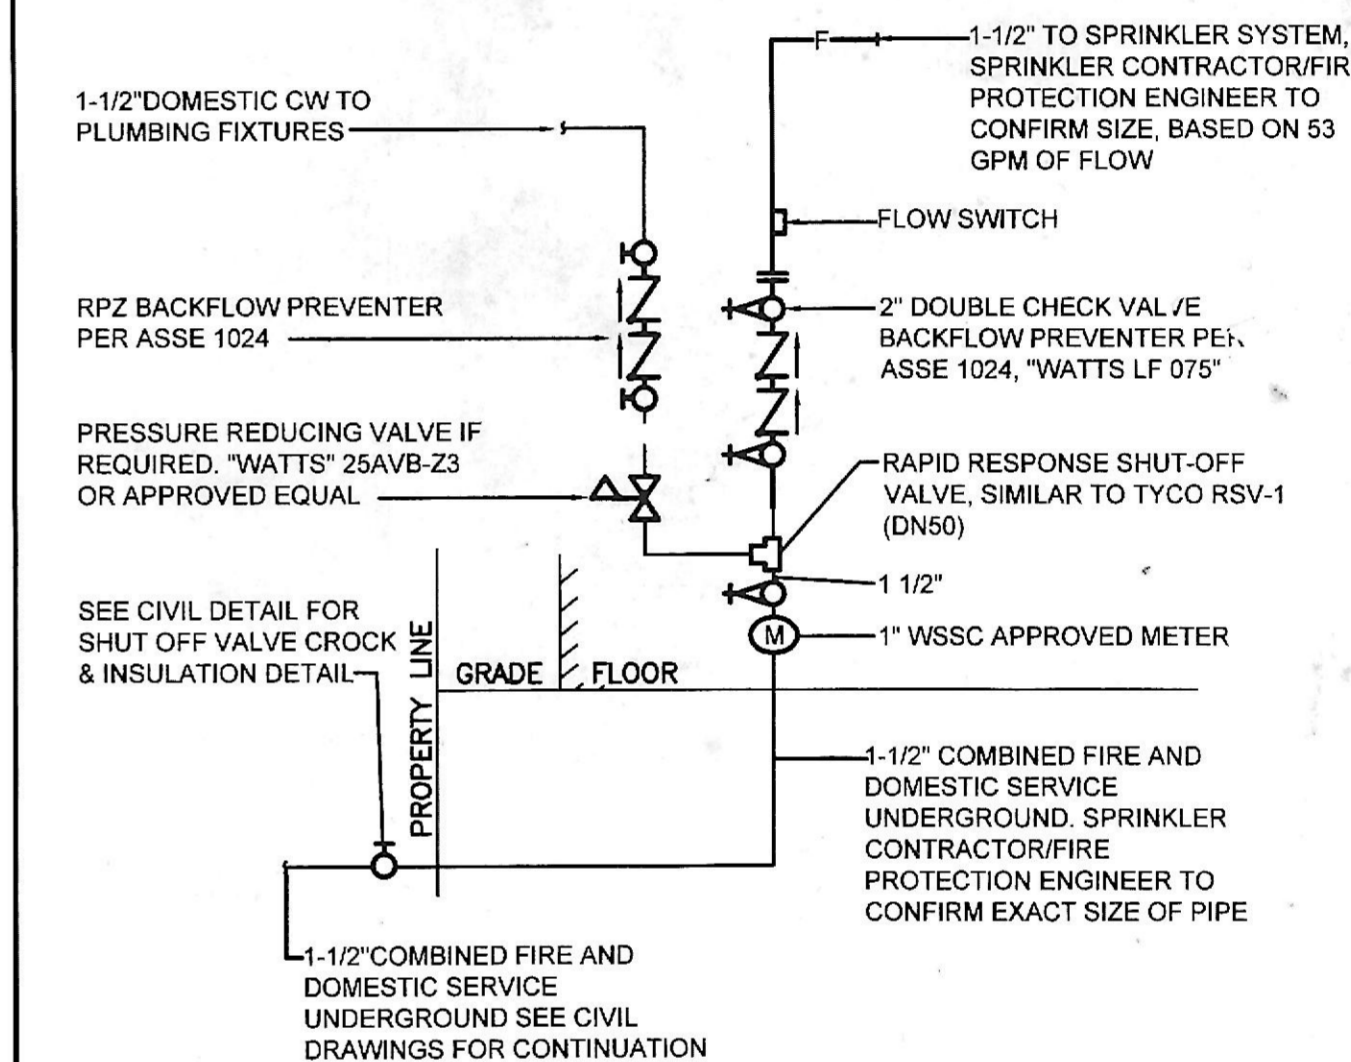 1-1/2" TO SPRINKLER SYSTEM,
SPRINKLER CONTRACTOR/FIR
PROTECTION ENGINEER TO
CONFIRM SIZE, BASED ON 53
GPM OF FLOW
F
1-1/2"DOMESTIC CW TO
PLUMBING FIXTURES
FLOW SWITCH
RPZ BACKFLOW PREVENTER
PER ASSE 1024
2" DOUBLE CHECK VALVE
BACKFLOW PREVENTER PER
ASSE 1024, "WATTS LF 075"
PRESSURE REDUCING VALVE IF
REQUIRED. "WATTS" 25AVB-Z3
OR APPROVED EQUAL
RAPID RESPONSE SHUT-OFF
VALVE, SIMILAR TO TYCO RSV-1
(DN50)
1 1/2"
SEE CIVIL DETAIL FOR
SHUT OFF VALVE CROCK
& INSULATION DETAIL
PROPERTY LINE
GRADE
FLOOR
M
1" WSSC APPROVED METER
1-1/2" COMBINED FIRE AND
DOMESTIC SERVICE
UNDERGROUND. SPRINKLER
CONTRACTOR/FIRE
PROTECTION ENGINEER TO
CONFIRM EXACT SIZE OF PIPE
1-1/2"COMBINED FIRE AND
DOMESTIC SERVICE
UNDERGROUND SEE CIVIL
DRAWINGS FOR CONTINUATION